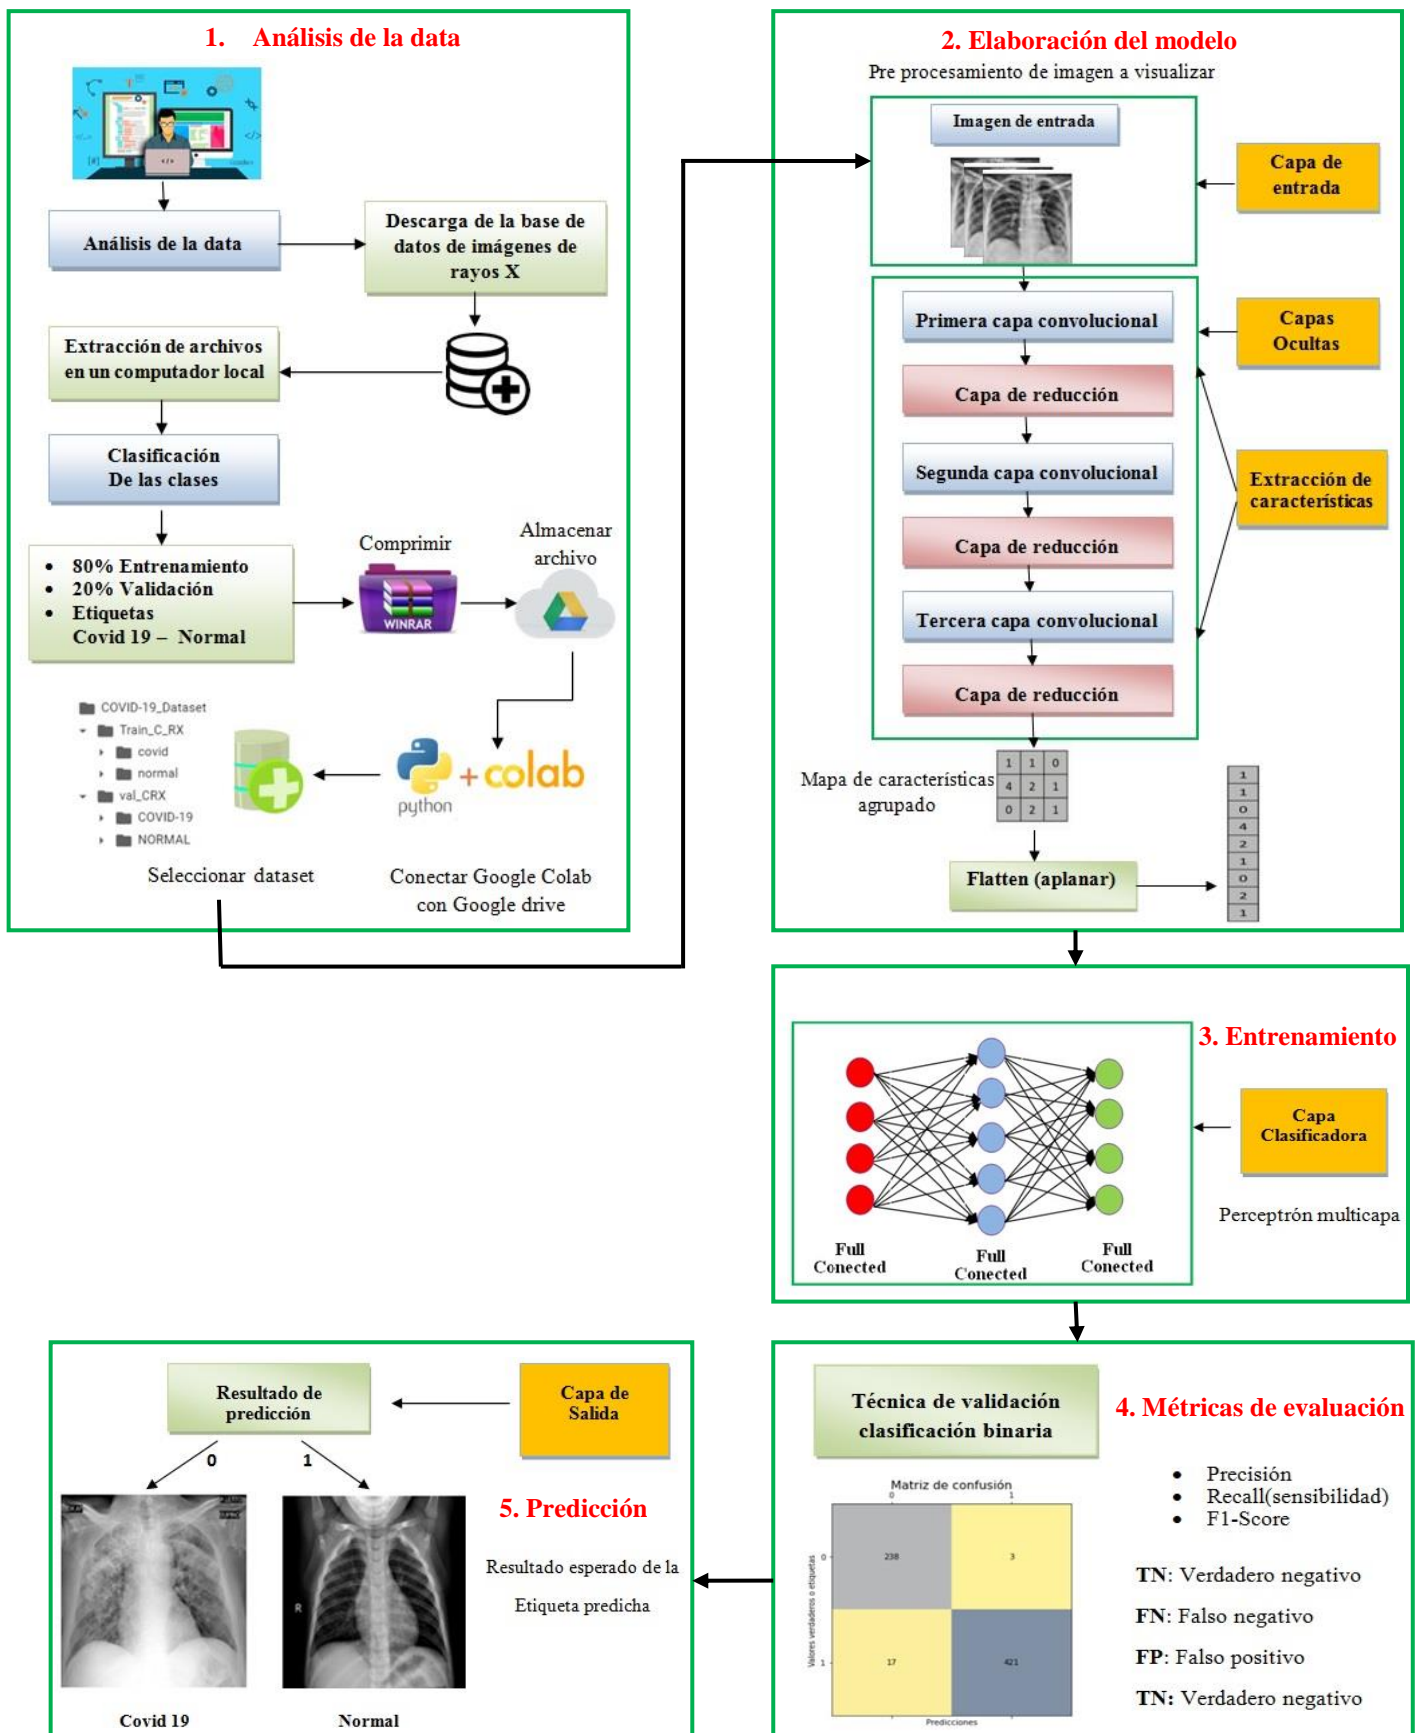 1. Análisis de la data
Análisis de la data
Descarga de la base de
datos de imágenes de
rayos X
Extracción de archivos
en un computador local
Clasificación
De las clases
• 80% Entrenamiento
• 20% Validación
• Etiquetas
Covid 19 – Normal
Comprimir
WINRAR
Almacenar
archivo
COVID-19_Dataset
Train_C_RX
covid
normal
val_CRX
COVID-19
NORMAL
python
+ colab
Seleccionar dataset
Conectar Google Colab
con Google drive
2. Elaboración del modelo
Pre procesamiento de imagen a visualizar
Imagen de entrada
Capa de
entrada
Primera capa convolucional
Capa de reducción
Segunda capa convolucional
Capa de reducción
Tercera capa convolucional
Capa de reducción
Capas
Ocultas
Extracción de
características
Mapa de características
agrupado
1 1 0
4 2 1
0 2 1
Flatten (aplanar)
1
1
0
4
2
1
0
2
1
3. Entrenamiento
Capa
Clasificadora
Perceptrón multicapa
Full
Conected
Full
Conected
Full
Conected
4. Métricas de evaluación
Técnica de validación
clasificación binaria
• Precisión
• Recall(sensibilidad)
• F1-Score
TN: Verdadero negativo
FN: Falso negativo
FP: Falso positivo
TN: Verdadero negativo
Matriz de confusión
0 1
0 238 3
1 17 421
Valores verdaderos o etiquetas
Predicciones
Resultado de
predicción
Capa de
Salida
0 1
5. Predicción
Resultado esperado de la
Etiqueta predicha
R
Covid 19
Normal